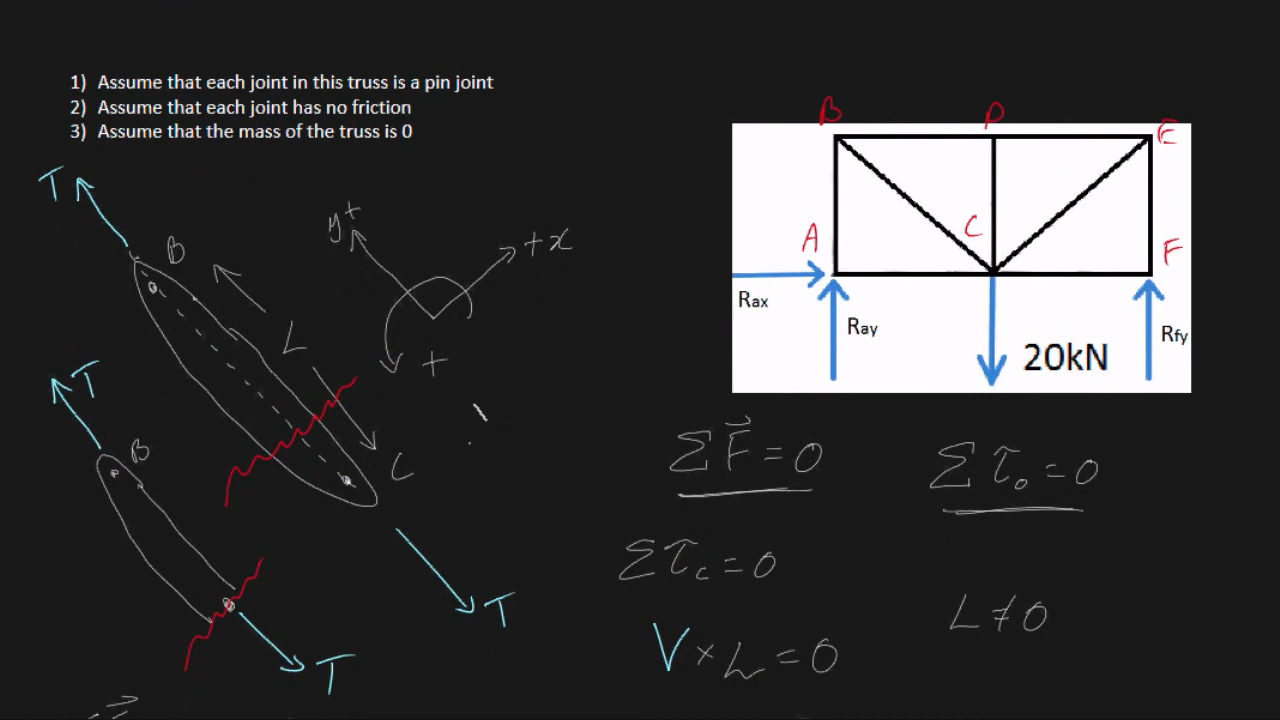 1) Assume that each joint in this truss is a pin joint
2) Assume that each joint has no friction
3) Assume that the mass of the truss is 0
B D E
A C F
Rax
Ray
Rfy
20kN
T
B
y+
+x
L
+
C
T
T
B
T
ΣF⃗ = 0
Στₒ = 0
Στc = 0
L ≠ 0
V × L = 0